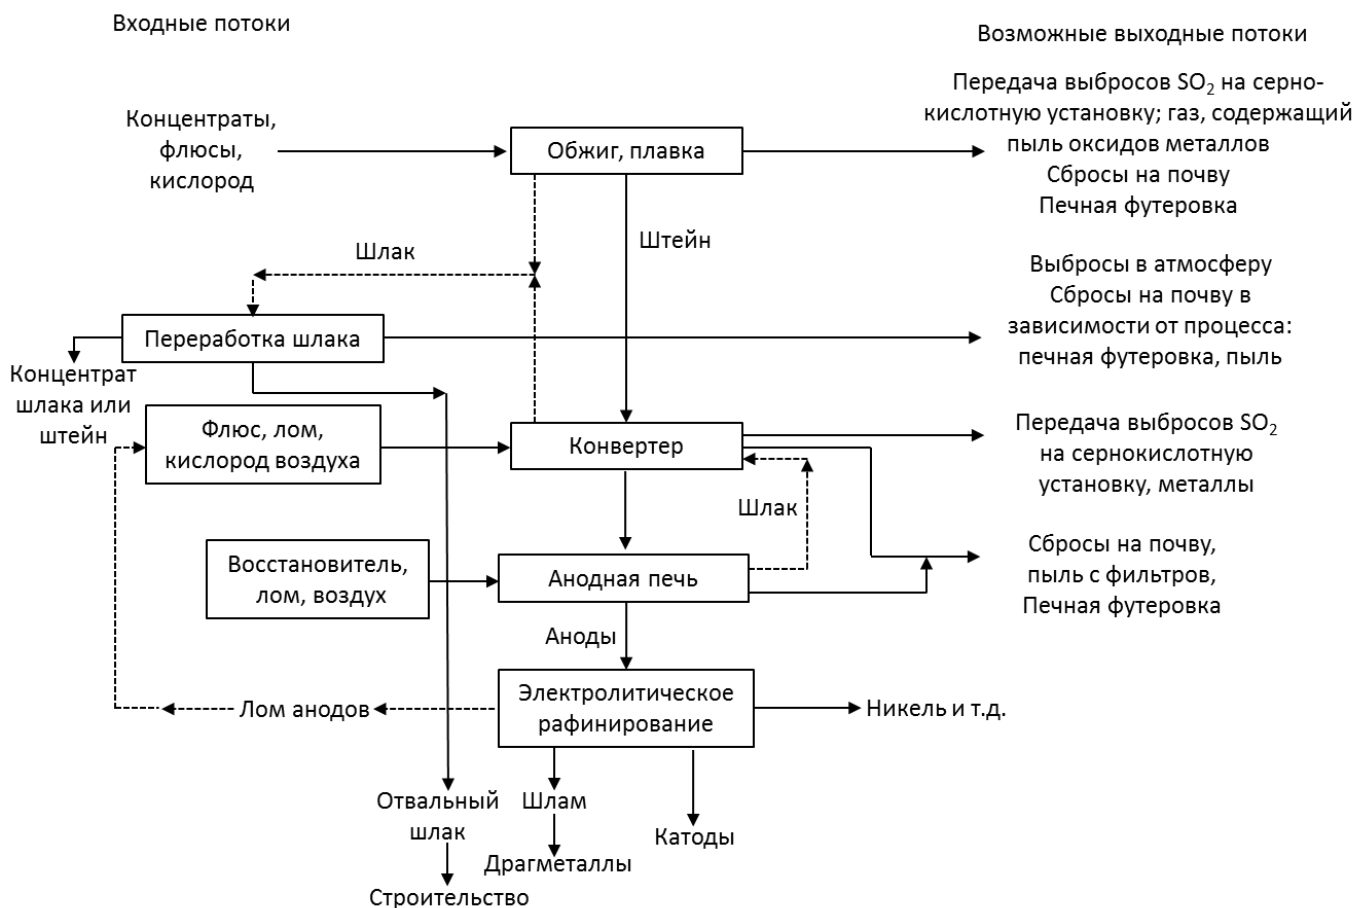 Входные потоки
Возможные выходные потоки
Концентраты,
флюсы,
кислород
Обжиг, плавка
Передача выбросов SO₂ на серно-
кислотную установку; газ, содержащий
пыль оксидов металлов
Сбросы на почву
Печная футеровка
Шлак
Штейн
Переработка шлака
Выбросы в атмосферу
Сбросы на почву в
зависимости от процесса:
печная футеровка, пыль
Концентрат
шлака или
штейн
Флюс, лом,
кислород воздуха
Конвертер
Передача выбросов SO₂
на сернокислотную
установку, металлы
Шлак
Восстановитель,
лом, воздух
Анодная печь
Сбросы на почву,
пыль с фильтров,
Печная футеровка
Аноды
Лом анодов
Электролитическое
рафинирование
Никель и т.д.
Отвальный
шлак
Шлам
Катоды
Драгметаллы
Строительство